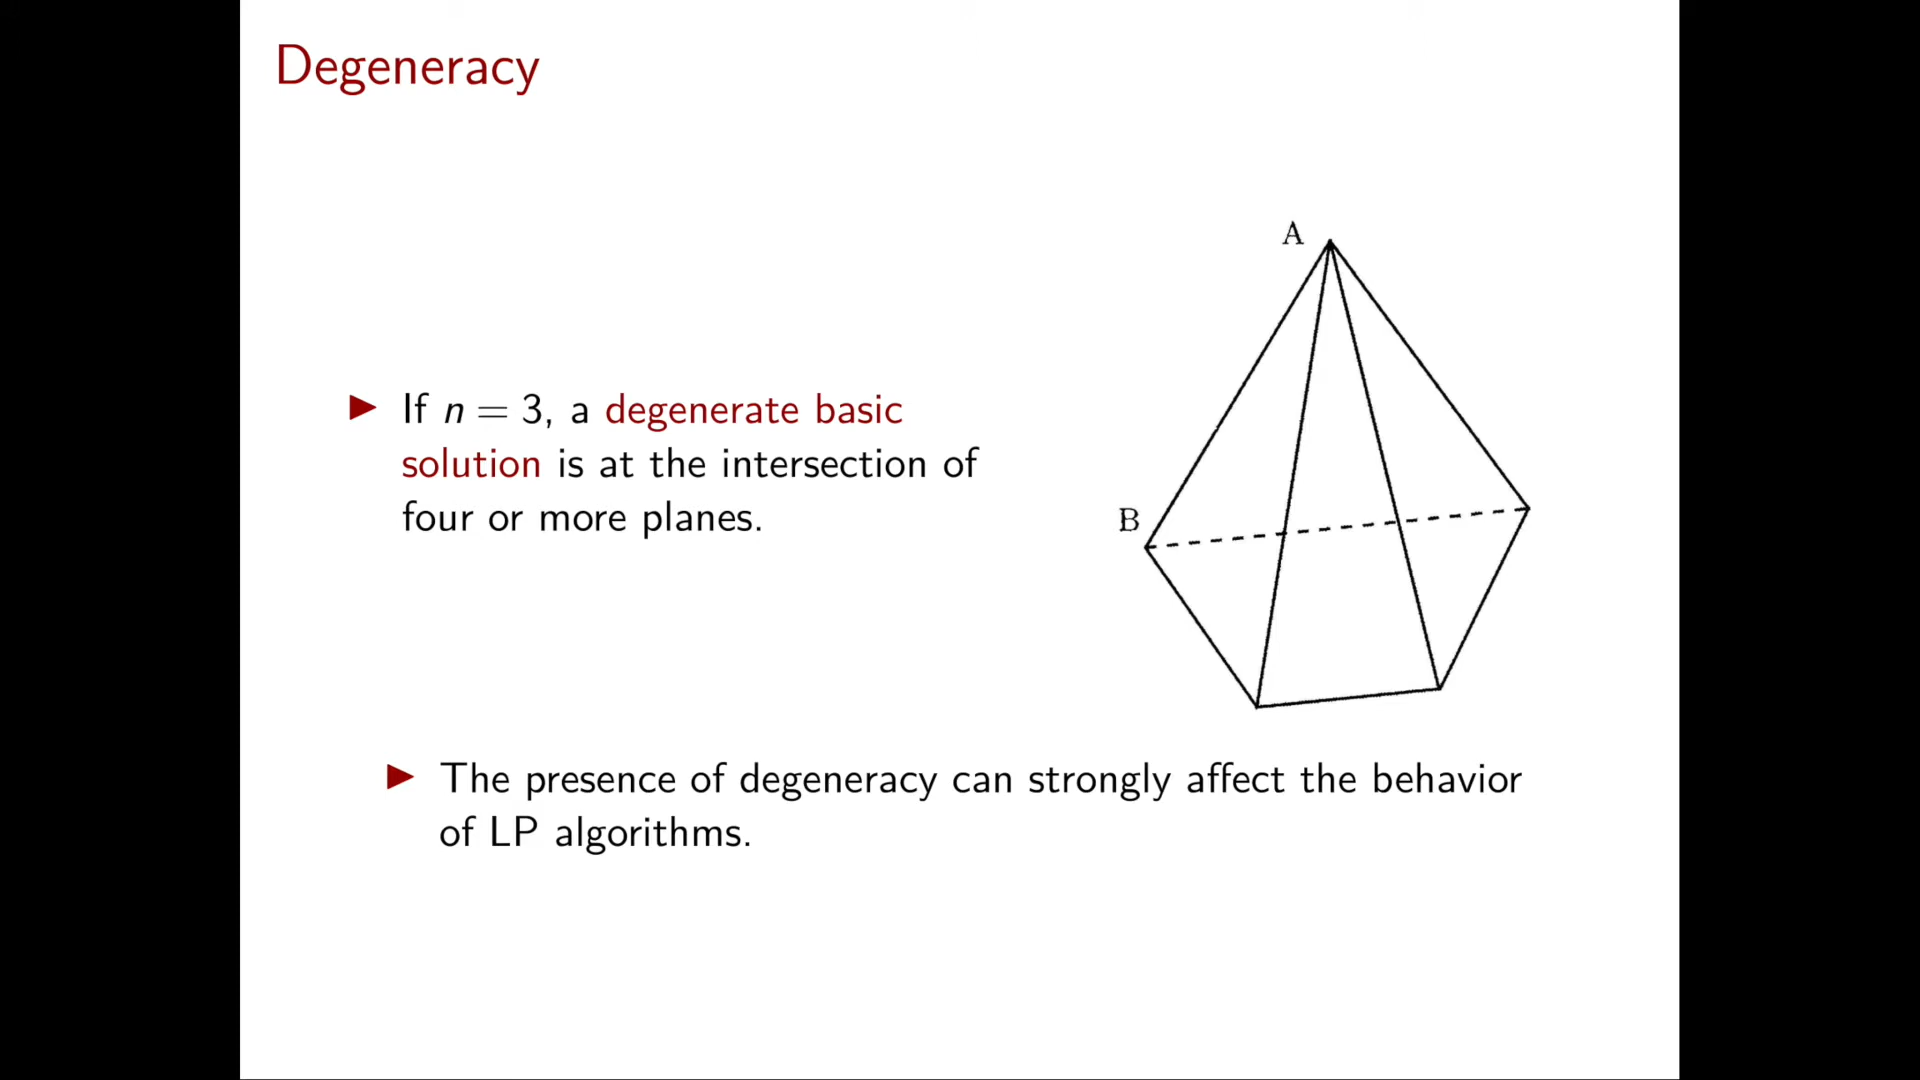 Degeneracy
A
▶ If n = 3, a degenerate basic
solution is at the intersection of
four or more planes.
B
▶ The presence of degeneracy can strongly affect the behavior
of LP algorithms.